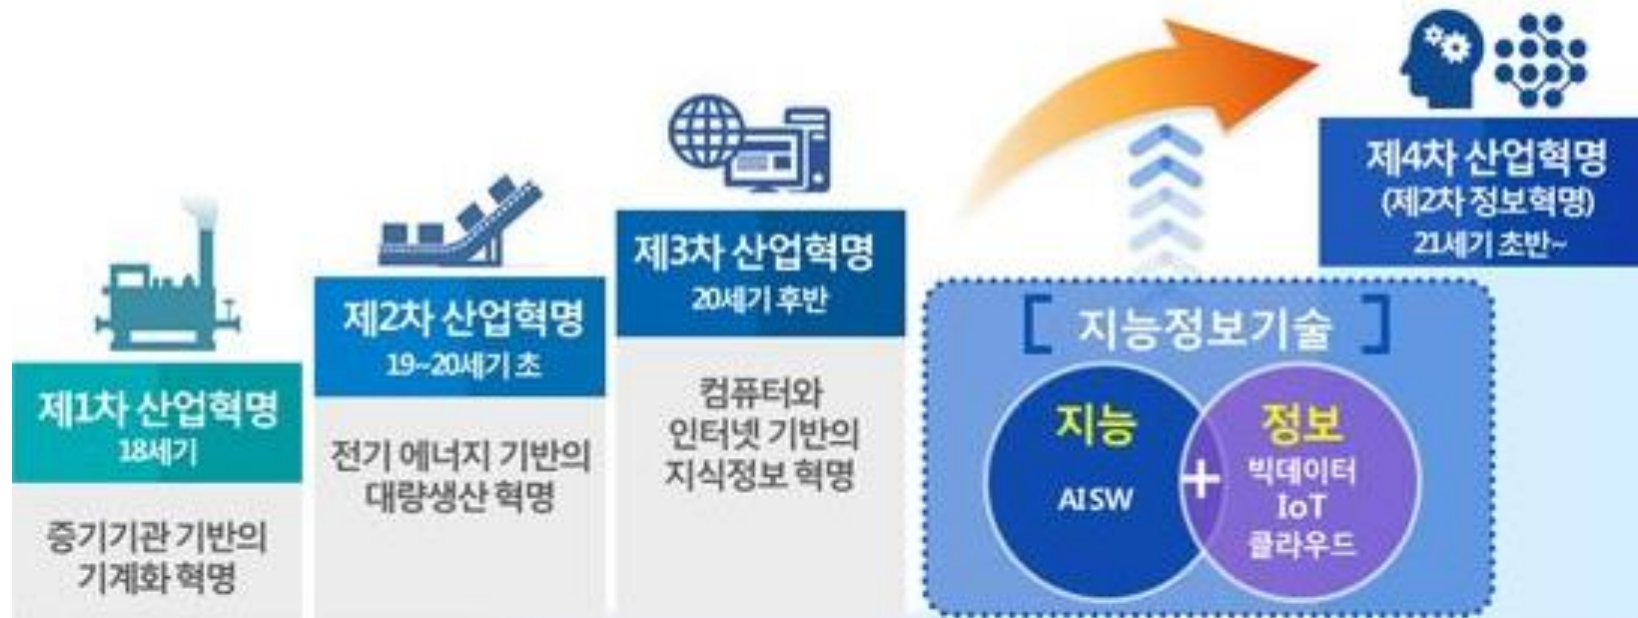 제1차 산업혁명
18세기
증기기관 기반의
기계화 혁명
제2차 산업혁명
19~20세기 초
전기 에너지 기반의
대량생산 혁명
제3차 산업혁명
20세기 후반
컴퓨터와
인터넷 기반의
지식정보 혁명
[ 지능정보기술 ]
지능
AI SW
+
정보
빅데이터
IoT
클라우드
제4차 산업혁명
(제2차 정보혁명)
21세기 초반~